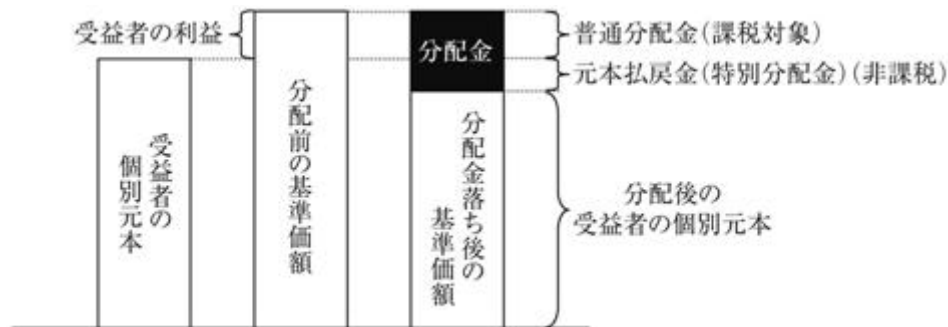 受益者の利益
受益者の
個別元本
分配前の基準価額
分配金
分配金落ち後の
基準価額
普通分配金(課税対象)
元本払戻金(特別分配金)(非課税)
分配後の
受益者の個別元本